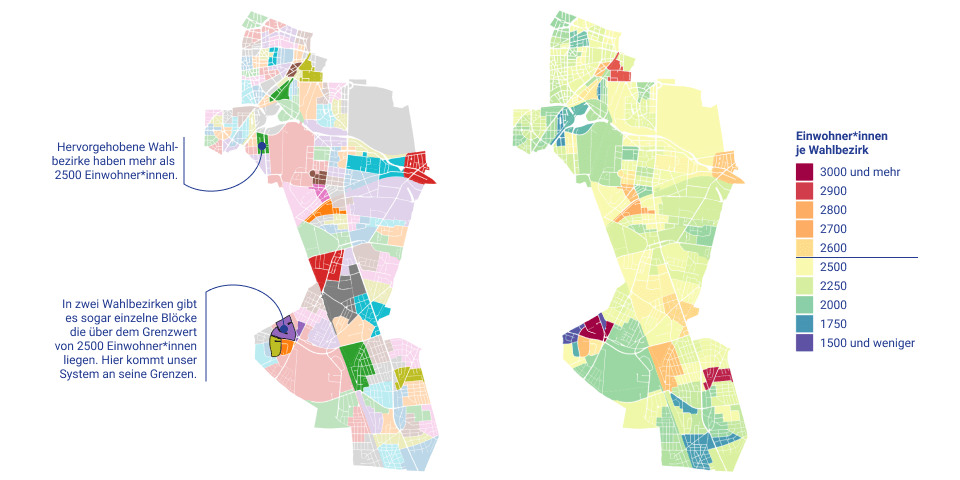 Hervorgehobene Wahl-
bezirke haben mehr als
2500 Einwohner*innen.
In zwei Wahlbezirken gibt
es sogar einzelne Blöcke
die über dem Grenzwert
von 2500 Einwohner*innen
liegen. Hier kommt unser
System an seine Grenzen.
Einwohner*innen
je Wahlbezirk
3000 und mehr
2900
2800
2700
2600
2500
2250
2000
1750
1500 und weniger